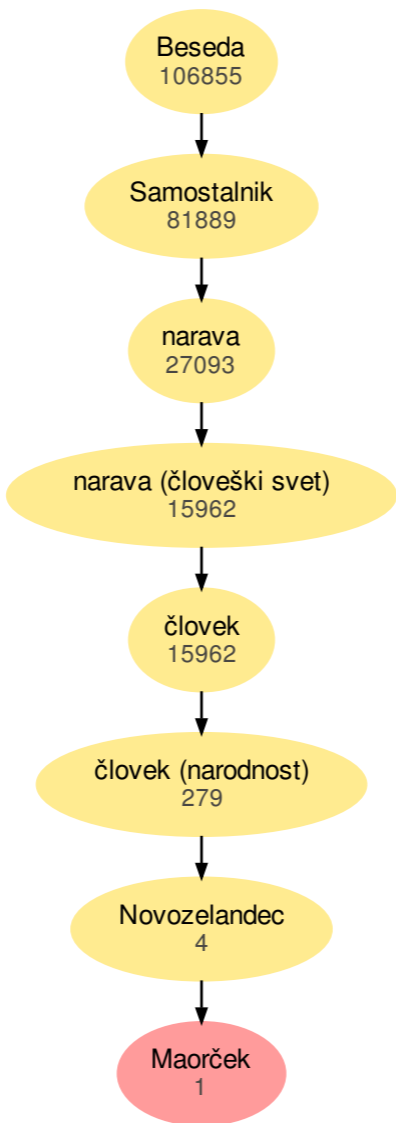 Beseda
106855
Samostalnik
81889
narava
27093
narava (človeški svet)
15962
človek
15962
človek (narodnost)
279
Novozelandec
4
Maorček
1